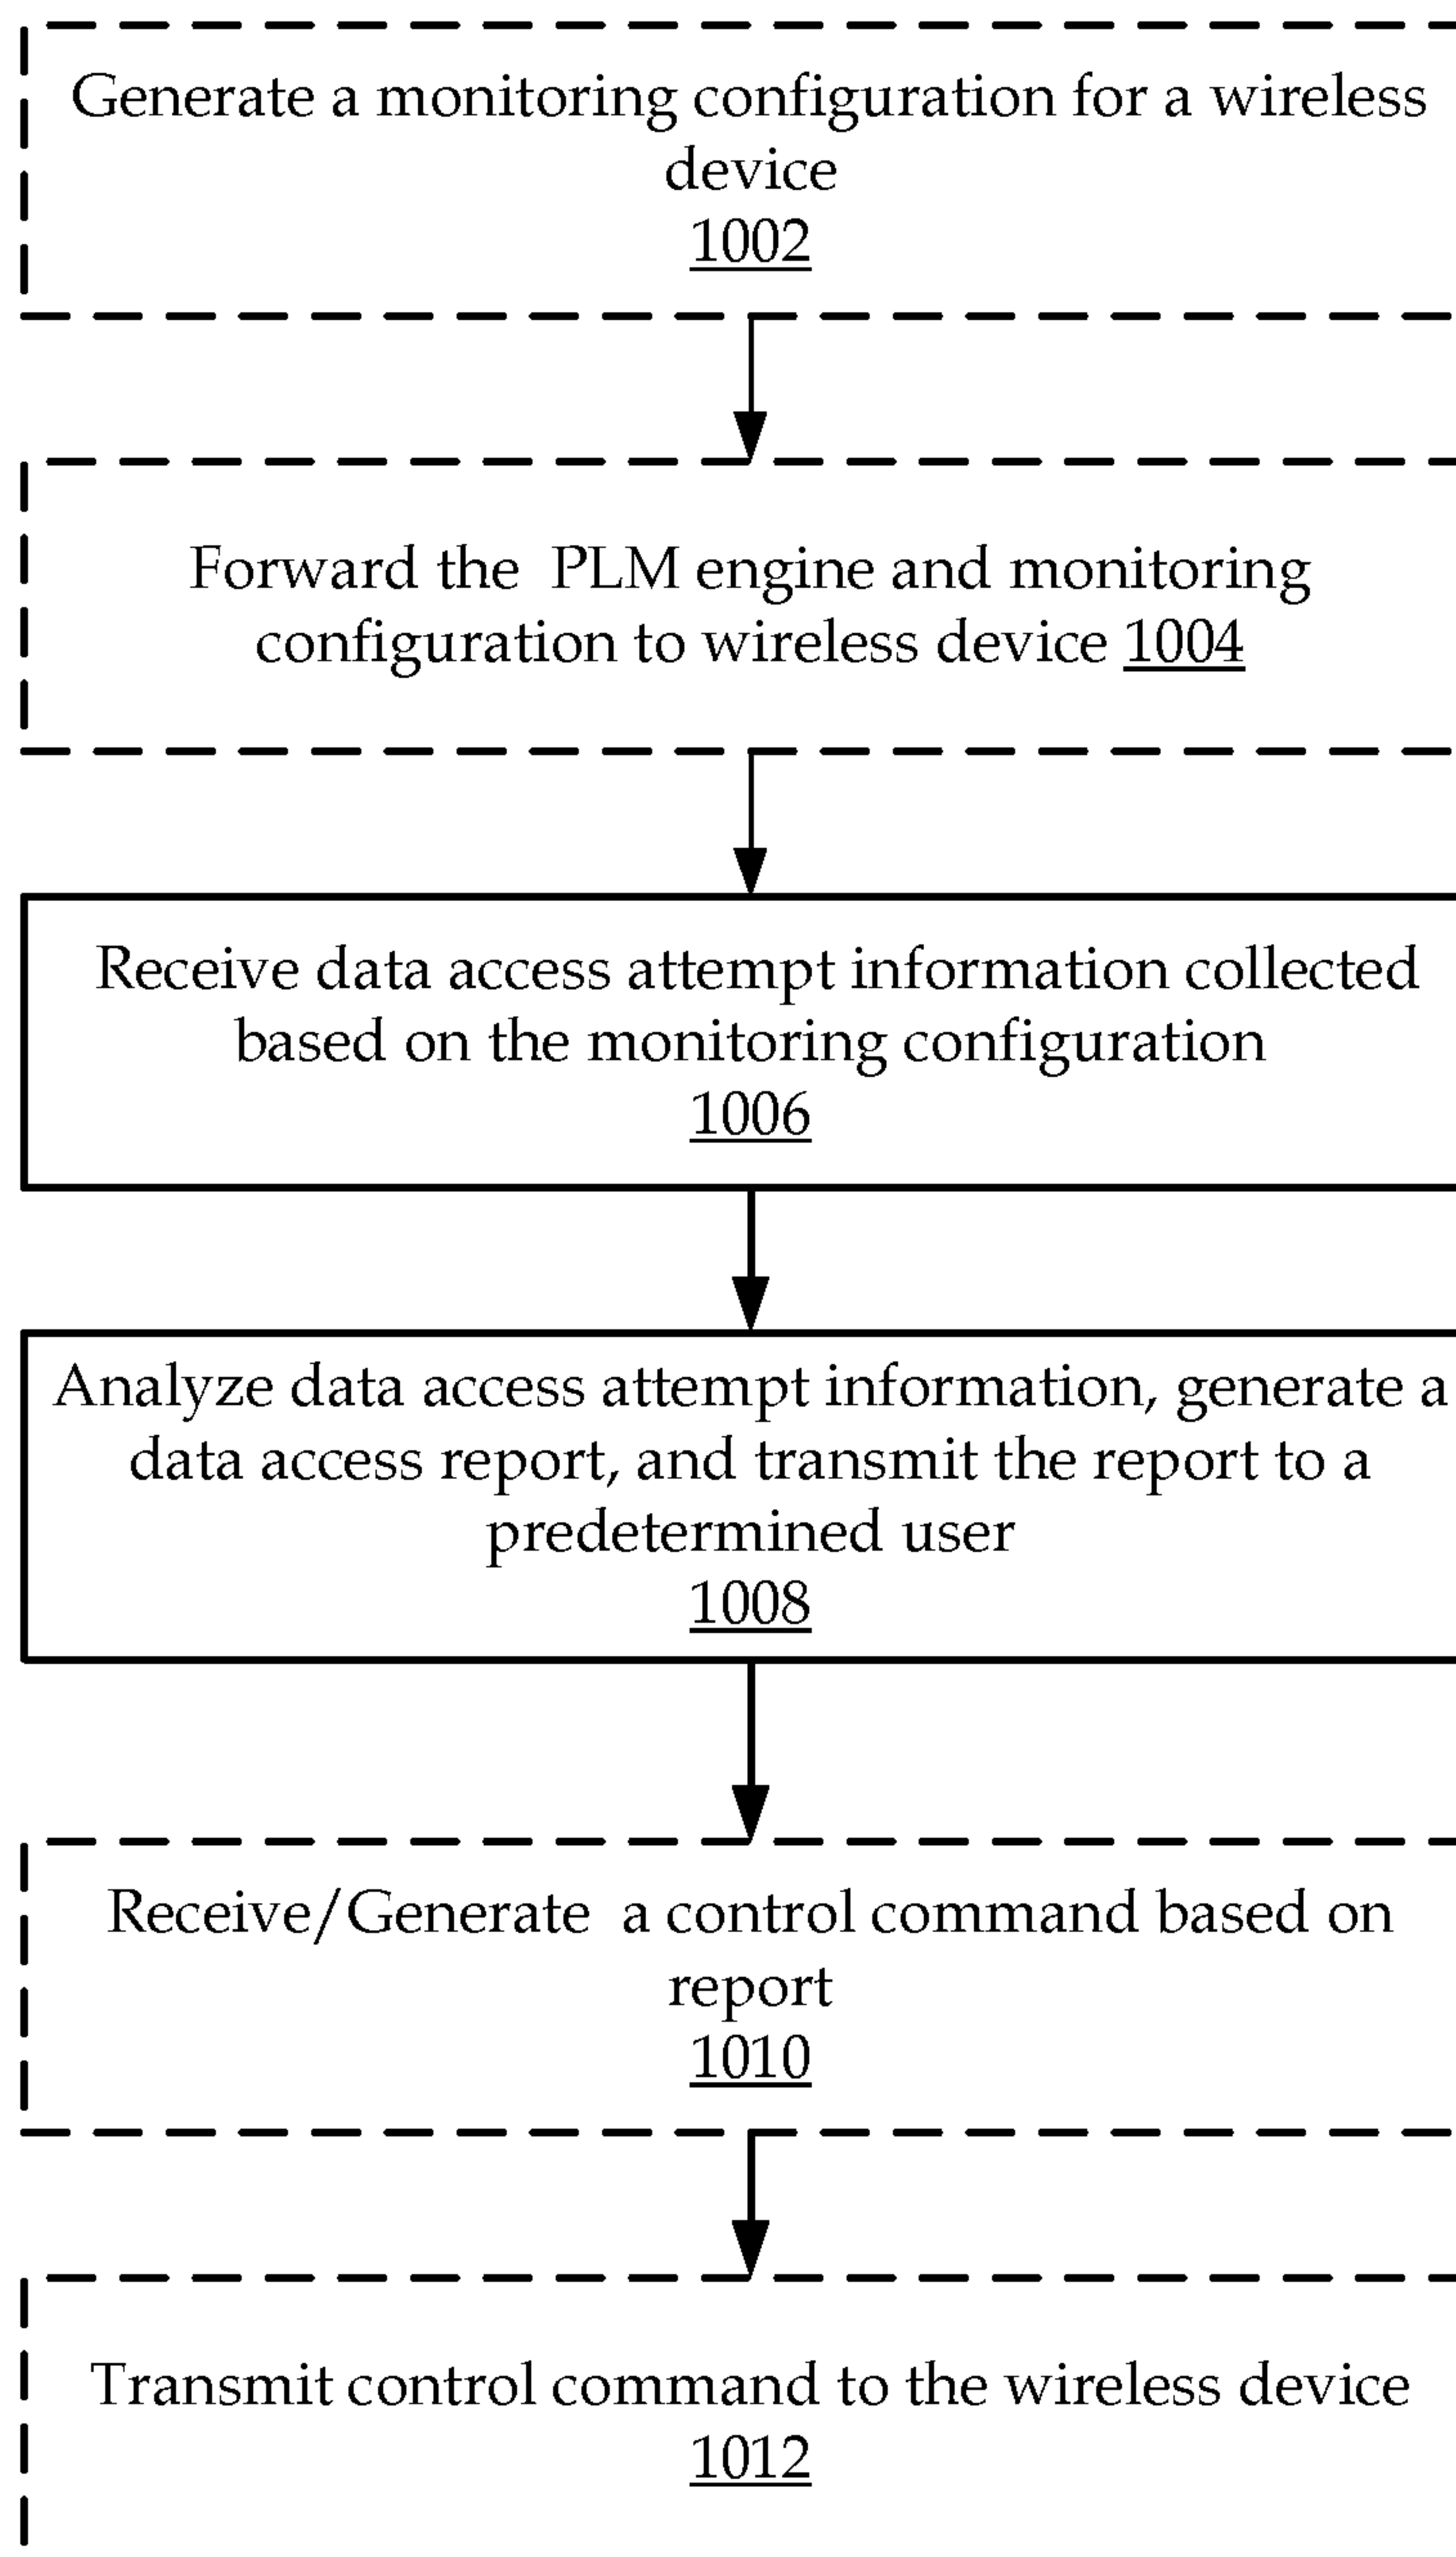 Generate a monitoring configuration for a wireless
device
1002
Forward the PLM engine and monitoring
configuration to wireless device 1004
Receive data access attempt information collected
based on the monitoring configuration
1006
Analyze data access attempt information, generate a
data access report, and transmit the report to a
predetermined user
1008
Receive/Generate a control command based on
report
1010
Transmit control command to the wireless device
1012